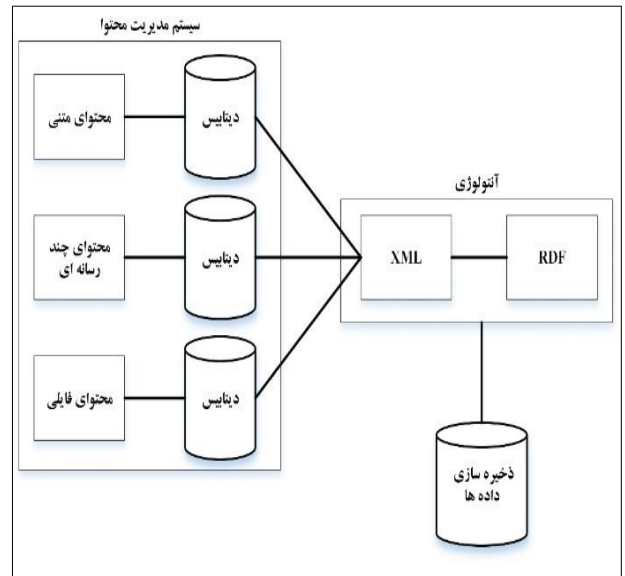 سیستم مدیریت محتوا
محتوای متنی
دیتابیس
محتوای چند
رسانه ای
دیتابیس
محتوای فایلی
دیتابیس
آنتولوژی
XML
RDF
ذخیره سازی
داده ها